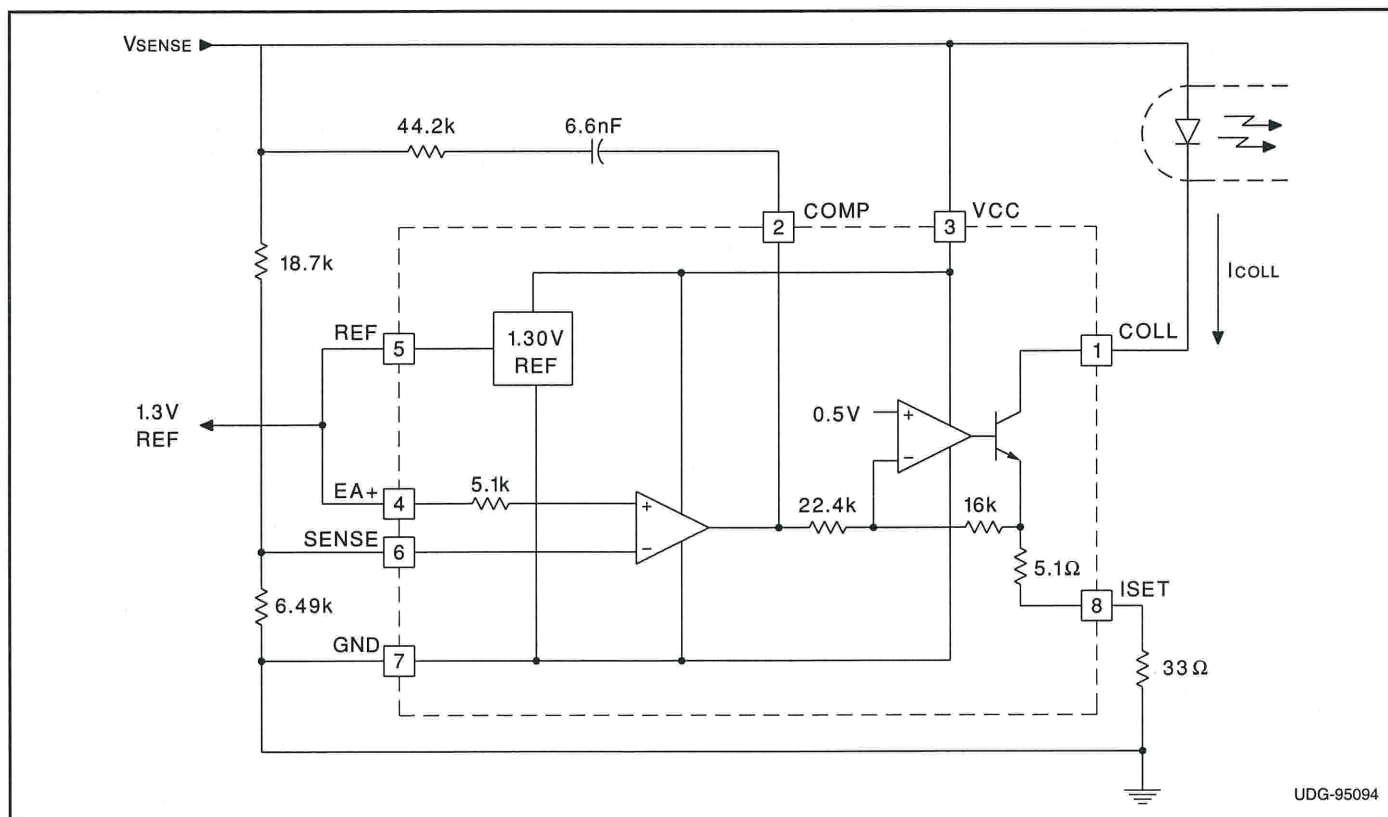 VSENSE
44.2k
6.6nF
COMP
2
VCC
3
18.7k
ICOLL
REF
5
1.30V
REF
COLL
1
1.3V
REF
0.5V
+
−
EA+
4
5.1k
+
−
22.4k
16k
SENSE
6
5.1Ω
ISET
8
6.49k
GND
7
33Ω
UDG-95094